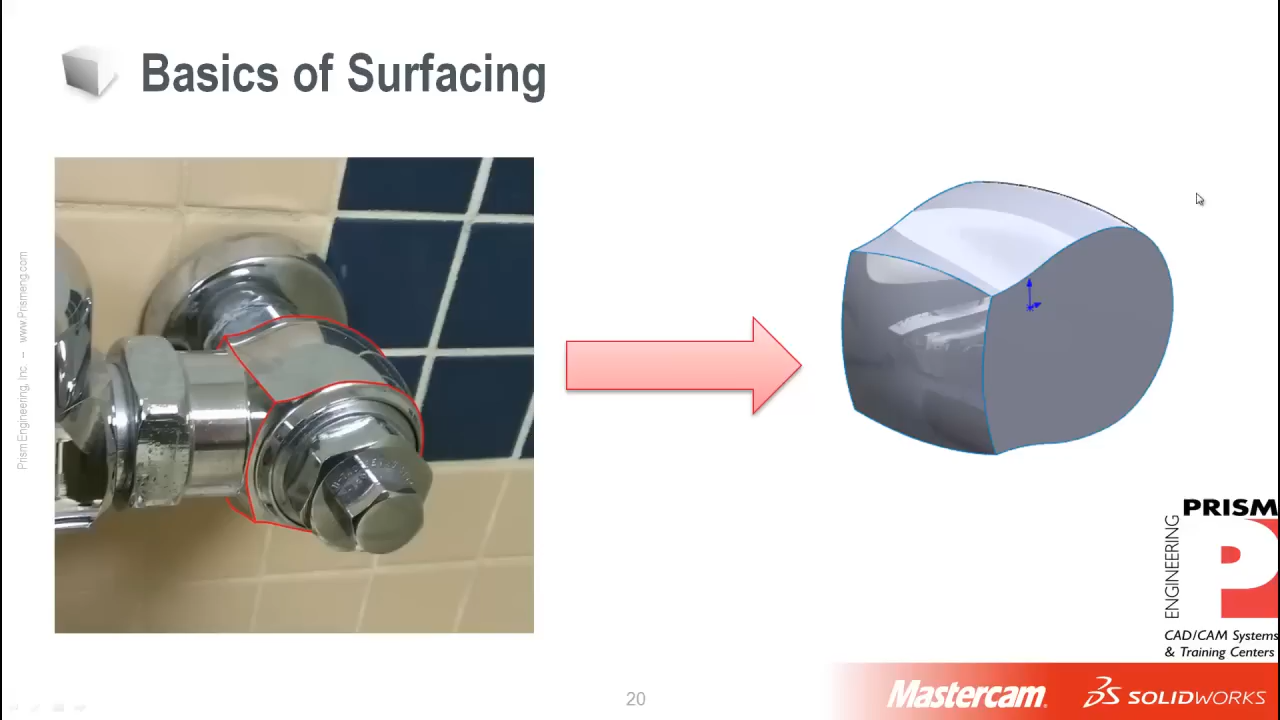 Basics of Surfacing
Prism Engineering, Inc. – www.Prismeng.com
PRISM
ENGINEERING
P
CAD/CAM Systems
& Training Centers
20
Mastercam®
SOLIDWORKS